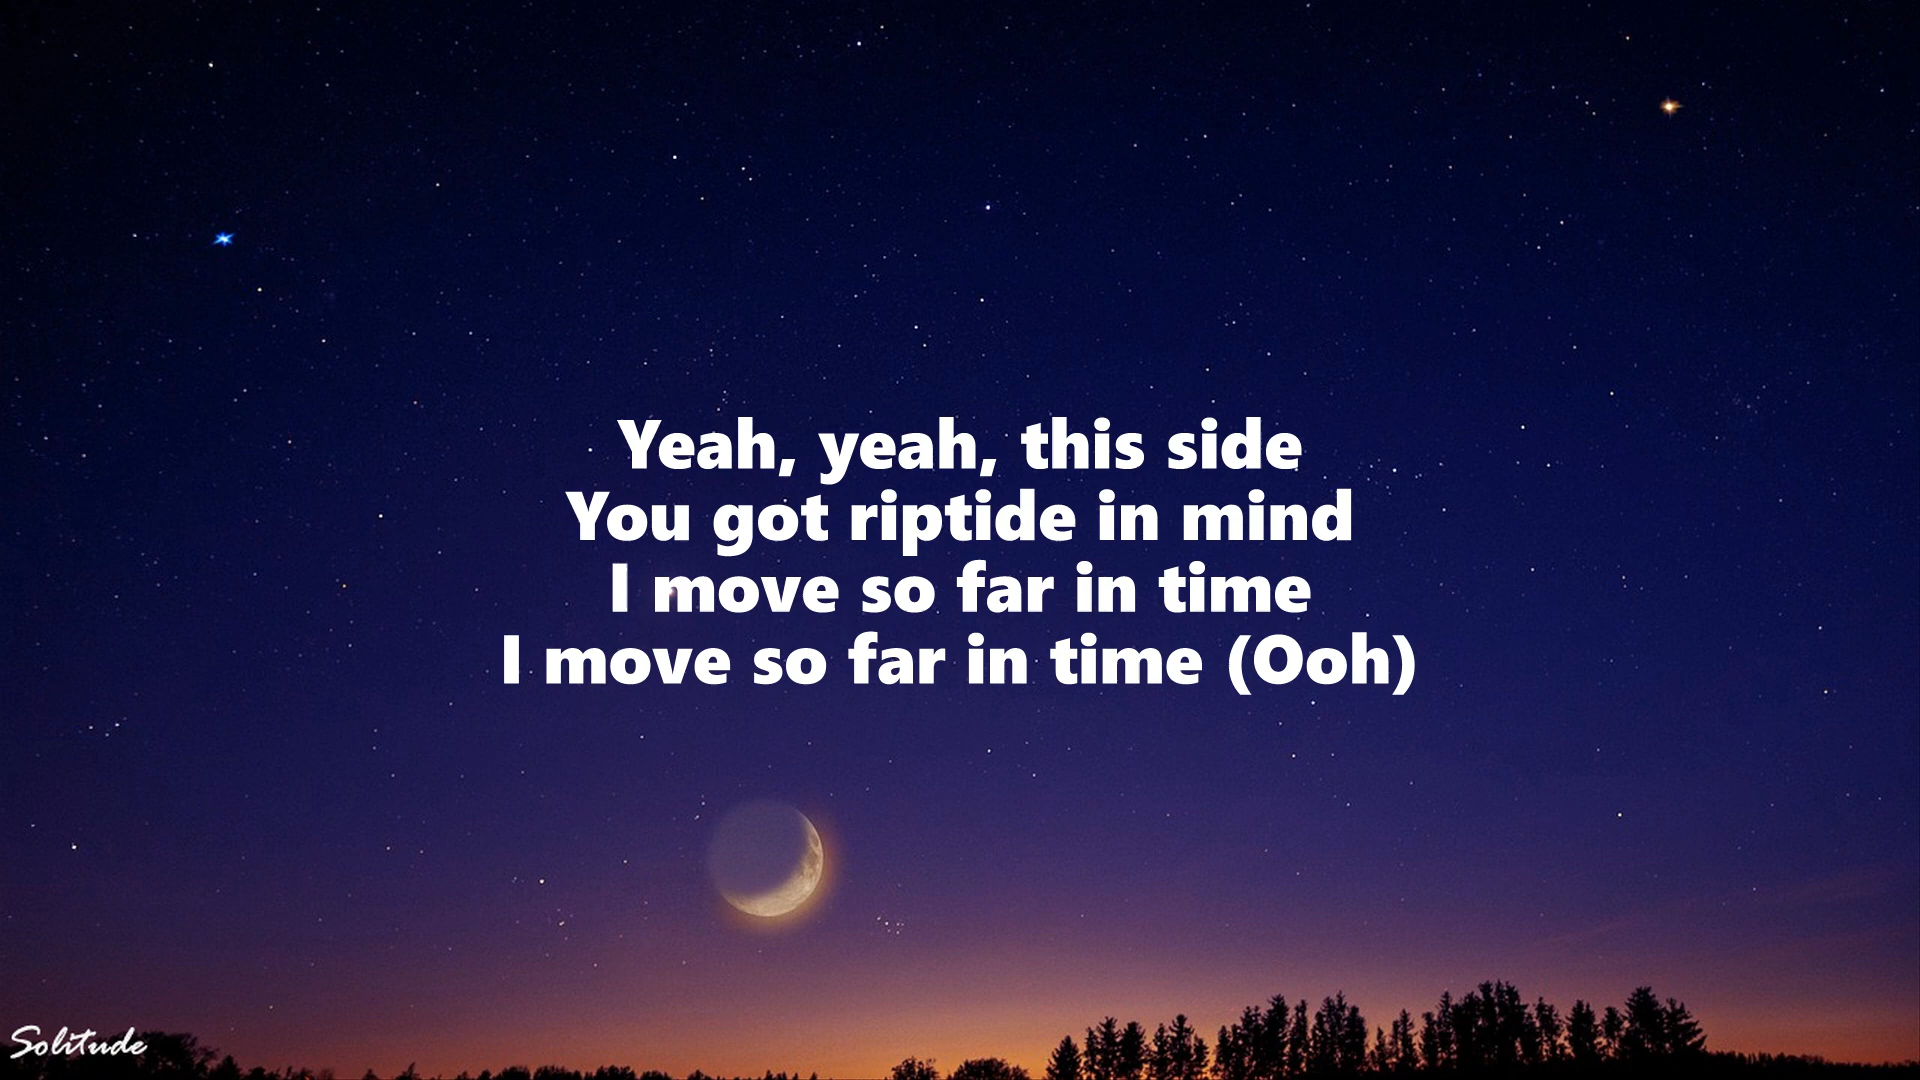 Yeah, yeah, this side
You got riptide in mind
I move so far in time
I move so far in time (Ooh)
Solitude